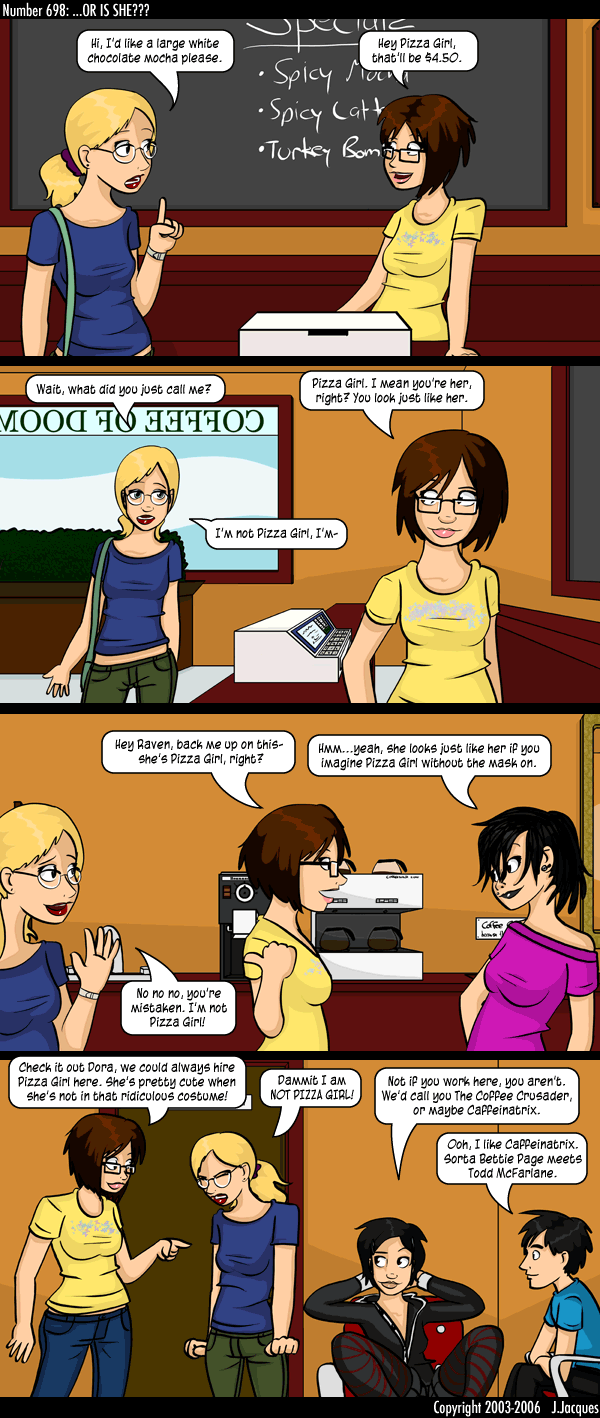 Number 698: ...OR IS SHE???
Hi, I'd like a large white
chocolate mocha please.
Hey Pizza Girl,
that'll be $4.50.
Specials
• Spicy Mocha
• Spicy Latt
• Turkey Bom
Wait, what did you just call me?
Pizza Girl. I mean you're her,
right? You look just like her.
COFFEE OF DOOM
I'm not Pizza Girl, I'm-
Hey Raven, back me up on this-
she's Pizza Girl, right?
Hmm...yeah, she looks just like her if you
imagine Pizza Girl without the mask on.
Coffee
No no no, you're
mistaken. I'm not
Pizza Girl!
Check it out Dora, we could always hire
Pizza Girl here. She's pretty cute when
she's not in that ridiculous costume!
Dammit I am
NOT PIZZA GIRL!
Not if you work here, you aren't.
We'd call you The Coffee Crusader,
or maybe Caffeinatrix.
Ooh, I like Caffeinatrix.
Sorta Bettie Page meets
Todd McFarlane.
Copyright 2003-2006 J.Jacques